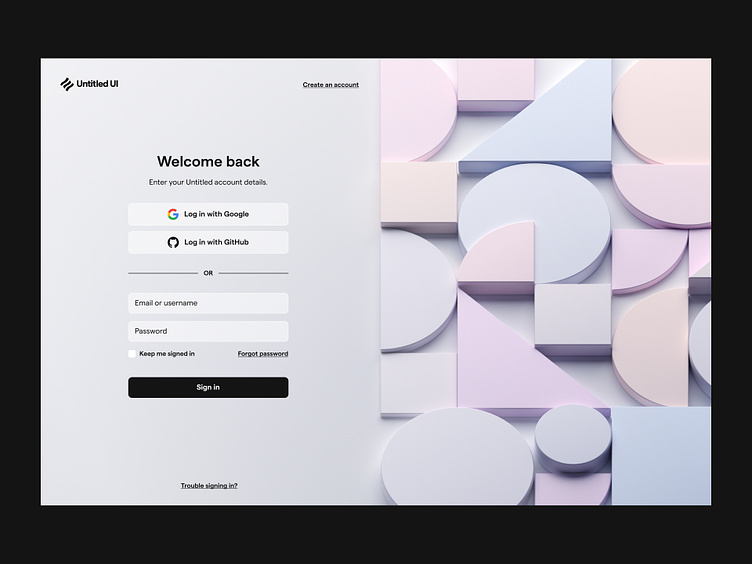 Untitled UI
Create an account
Welcome back
Enter your Untitled account details.
Log in with Google
Log in with GitHub
OR
Email or username
Password
Keep me signed in
Forgot password
Sign in
Trouble signing in?